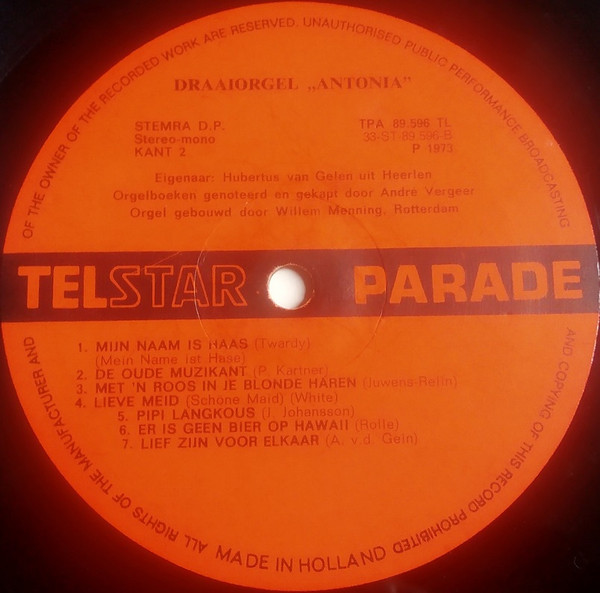 DRAAIORGEL „ANTONIA"
STEMRA D.P.
Stereo-mono
KANT 2
TPA 89.596 TL
33-ST-89.596-B
P 1973
Eigenaar: Hubertus van Gelen uit Heerlen
Orgelboeken genoteerd en gekapt door Andre Vergeer
Orgel gebouwd door Willem Menning, Rotterdam
TELSTAR PARADE
1. MIJN NAAM IS HAAS (Twardy)
(Mein Name ist Hase)
2. DE OUDE MUZIKANT (P. Kartner)
3. MET 'N ROOS IN JE BLONDE HAREN (Juwena-Relin)
4. LIEVE MEID (Schöne Maid) (White)
5. PIPI LANGKOUS (J. Johansson)
6. ER IS GEEN BIER OP HAWAII (Rolle)
7. LIEF ZIJN VOOR ELKAAR (A. v.d. Gein)
ALL RIGHTS OF THE MANUFACTURER AND OF THE OWNER OF THE RECORDED WORK ARE RESERVED. UNAUTHORISED PUBLIC PERFORMANCE BROADCASTING AND COPYING OF THIS RECORD PROHIBITED
MADE IN HOLLAND